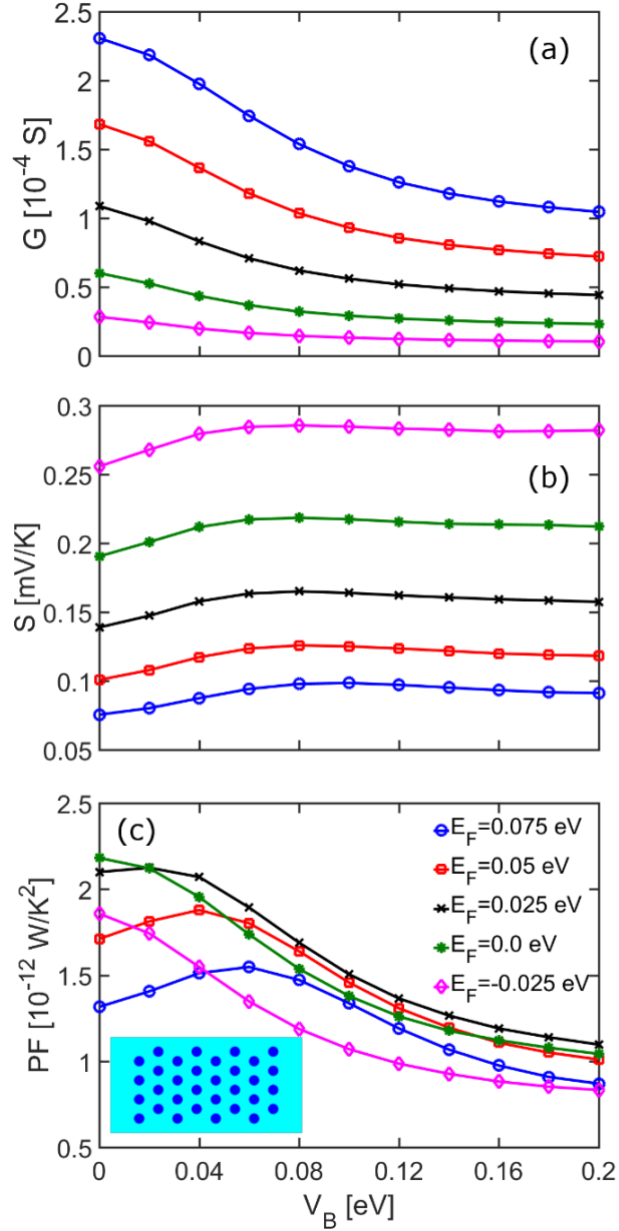 2.5
(a)
2
1.5
1
0.5
0
G [10⁻⁴ S]
0.3
0.25
(b)
0.2
0.15
0.1
0.05
S [mV/K]
2.5
(c)
E_F=0.075 eV
E_F=0.05 eV
2
E_F=0.025 eV
E_F=0.0 eV
1.5
E_F=-0.025 eV
1
0.5
PF [10⁻¹² W/K²]
0 0.04 0.08 0.12 0.16 0.2
V_B [eV]